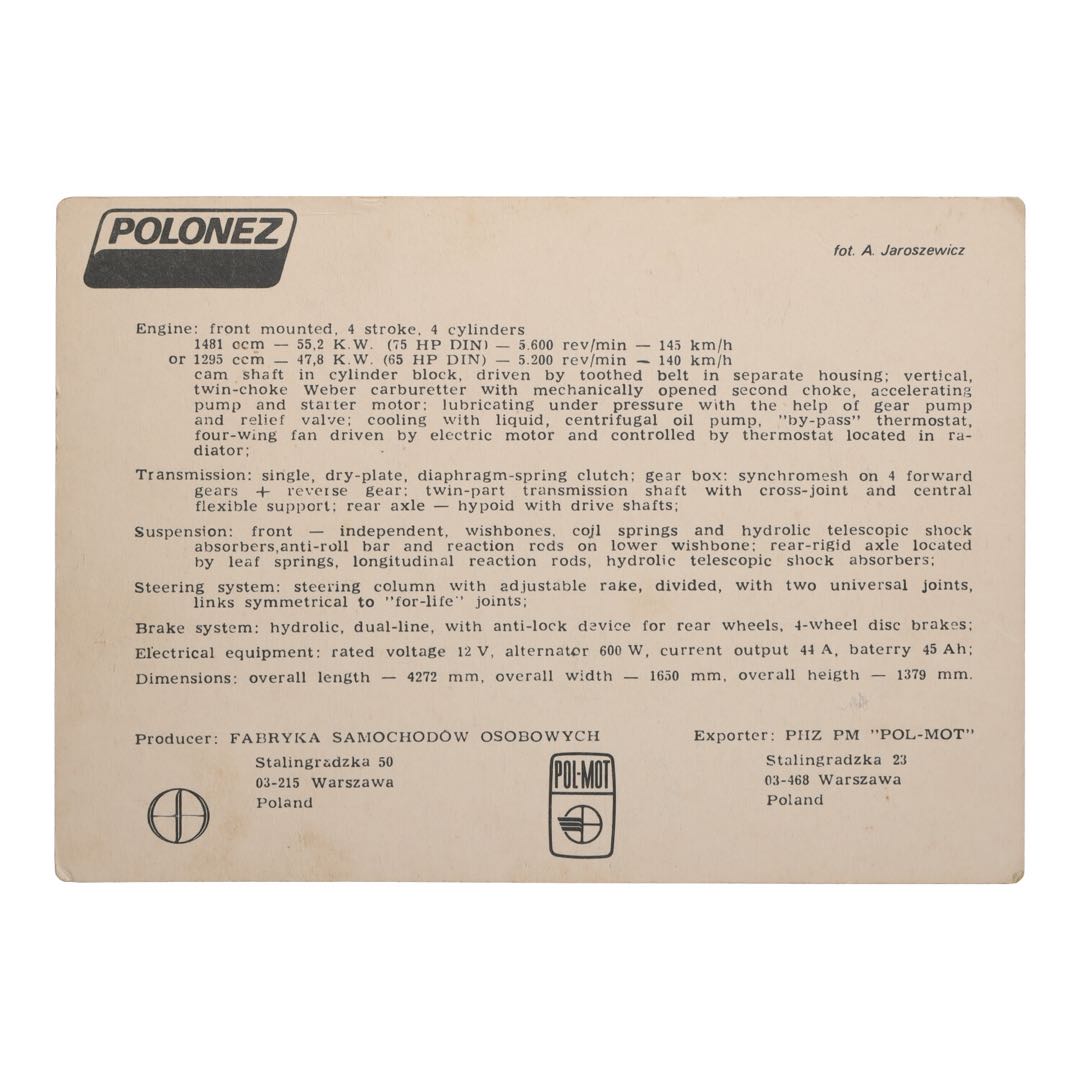 POLONEZ
fot. A. Jaroszewicz
Engine: front mounted, 4 stroke, 4 cylinders
1481 ccm — 55,2 K.W. (75 HP DIN) — 5.600 rev/min — 145 km/h
or 1295 ccm — 47,8 K.W. (65 HP DIN) — 5.200 rev/min — 140 km/h
cam shaft in cylinder block, driven by toothed belt in separate housing; vertical,
twin-choke Weber carburetter with mechanically opened second choke, accelerating
pump and starter motor; lubricating under pressure with the help of gear pump
and relief valve; cooling with liquid, centrifugal oil pump, "by-pass" thermostat,
four-wing fan driven by electric motor and controlled by thermostat located in ra-
diator;
Transmission: single, dry-plate, diaphragm-spring clutch; gear box: synchromesh on 4 forward
gears + reverse gear; twin-part transmission shaft with cross-joint and central
flexible support; rear axle — hypoid with drive shafts;
Suspension: front — independent, wishbones, cojl springs and hydrolic telescopic shock
absorbers,anti-roll bar and reaction rods on lower wishbone; rear-rigid axle located
by leaf springs, longitudinal reaction rods, hydrolic telescopic shock absorbers;
Steering system: steering column with adjustable rake, divided, with two universal joints,
links symmetrical to "for-life" joints;
Brake system: hydrolic, dual-line, with anti-lock device for rear wheels, 4-wheel disc brakes;
Electrical equipment: rated voltage 12 V, alternator 600 W, current output 44 A, baterry 45 Ah;
Dimensions: overall length — 4272 mm, overall width — 1650 mm, overall heigth — 1379 mm.
Producer: FABRYKA SAMOCHODÓW OSOBOWYCH
Stalingradzka 50
03-215 Warszawa
Poland
POL-MOT
Exporter: PHZ PM "POL-MOT"
Stalingradzka 23
03-468 Warszawa
Poland